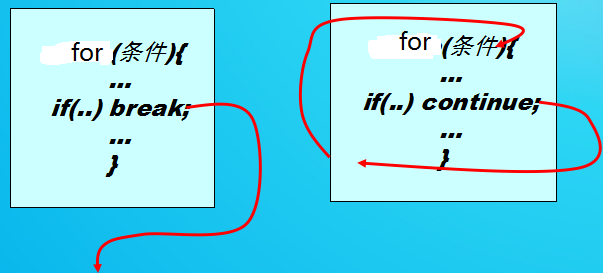 for (条件){
...
if(..) break;
...
}
for (条件){
...
if(..) continue;
...
}